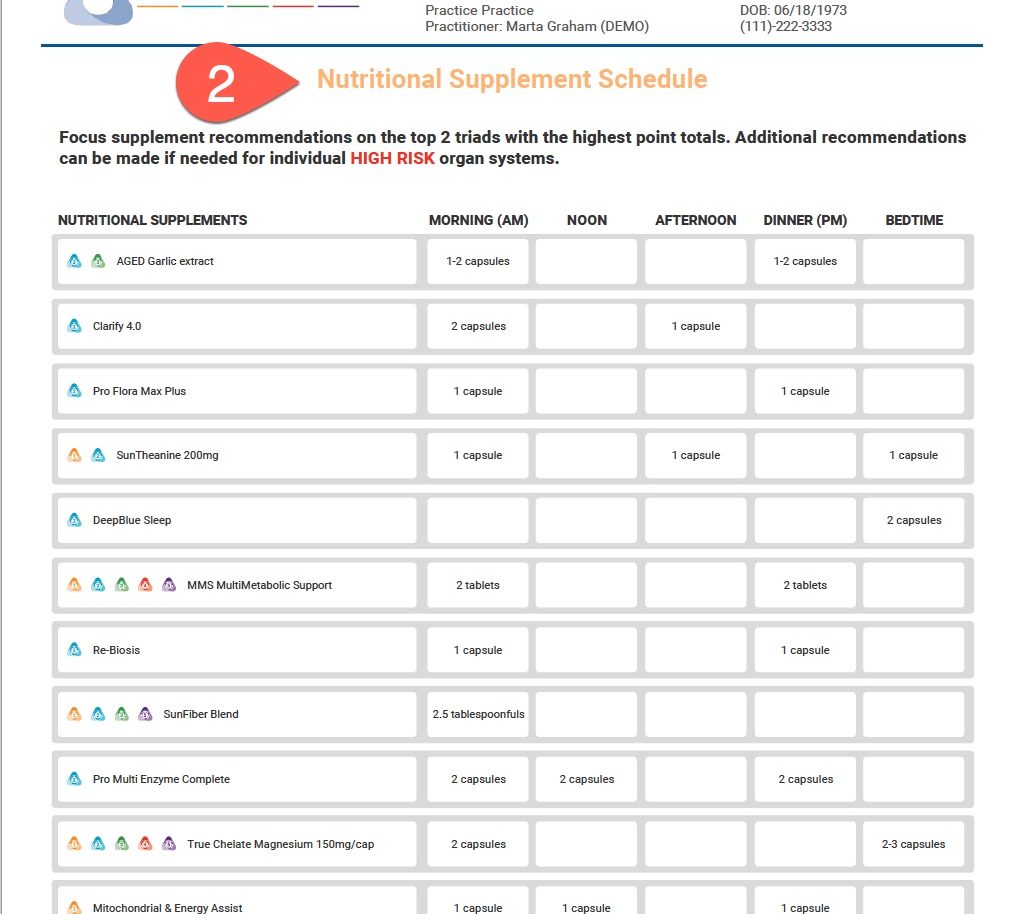 Practice Practice DOB: 06/18/1973
Practitioner: Marta Graham (DEMO) (111)-222-3333
2 Nutritional Supplement Schedule
Focus supplement recommendations on the top 2 triads with the highest point totals. Additional recommendations
can be made if needed for individual HIGH RISK organ systems.
NUTRITIONAL SUPPLEMENTS MORNING (AM) NOON AFTERNOON DINNER (PM) BEDTIME
AGED Garlic extract 1-2 capsules 1-2 capsules
Clarify 4.0 2 capsules 1 capsule
Pro Flora Max Plus 1 capsule 1 capsule
SunTheanine 200mg 1 capsule 1 capsule 1 capsule
DeepBlue Sleep 2 capsules
MMS MultiMetabolic Support 2 tablets 2 tablets
Re-Biosis 1 capsule 1 capsule
SunFiber Blend 2.5 tablespoonfuls
Pro Multi Enzyme Complete 2 capsules 2 capsules 2 capsules
True Chelate Magnesium 150mg/cap 2 capsules 2-3 capsules
Mitochondrial & Energy Assist 1 capsule 1 capsule 1 capsule